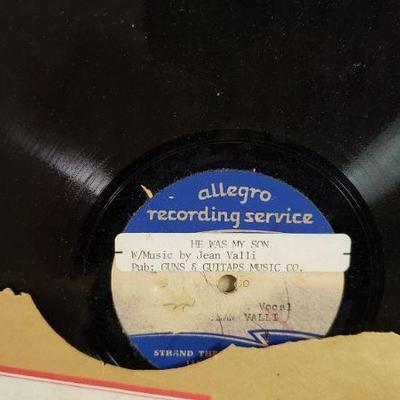 allegro
recording service
HE WAS MY SON
W/Music by Jean Valli
Pub: GUNS & GUITARS MUSIC CO.
Vocal
VALLI
STRAND THE